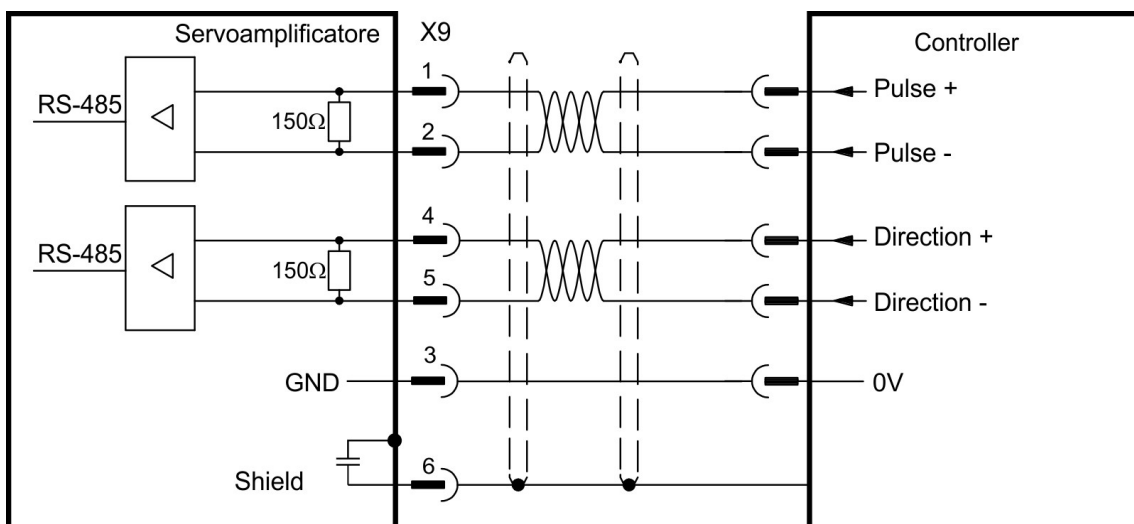 Servoamplificatore
X9
Controller
1
Pulse +
RS-485
150Ω
2
Pulse -
4
Direction +
RS-485
150Ω
5
Direction -
3
GND
0V
6
Shield